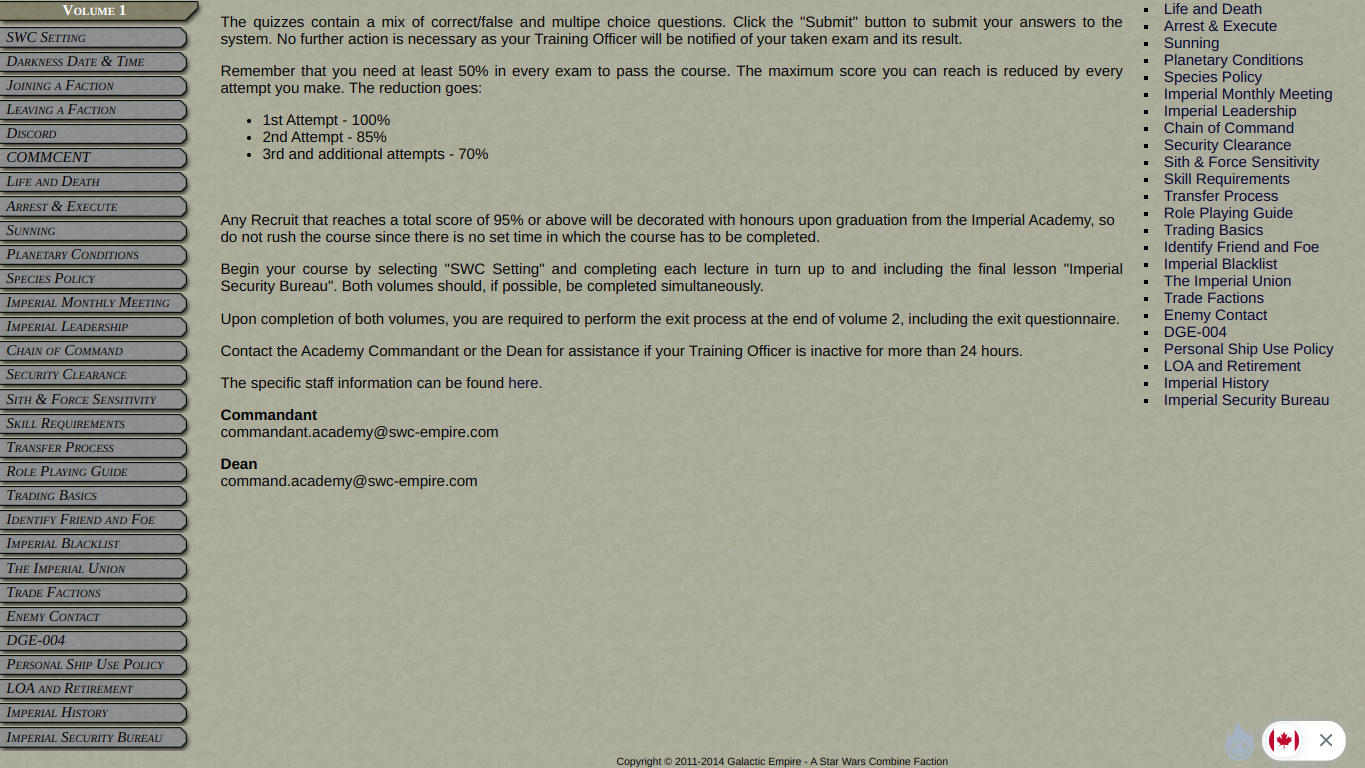 Volume 1
SWC Setting
Darkness Date & Time
Joining a Faction
Leaving a Faction
Discord
COMMCENT
Life and Death
Arrest & Execute
Sunning
Planetary Conditions
Species Policy
Imperial Monthly Meeting
Imperial Leadership
Chain of Command
Security Clearance
Sith & Force Sensitivity
Skill Requirements
Transfer Process
Role Playing Guide
Trading Basics
Identify Friend and Foe
Imperial Blacklist
The Imperial Union
Trade Factions
Enemy Contact
DGE-004
Personal Ship Use Policy
LOA and Retirement
Imperial History
Imperial Security Bureau
The quizzes contain a mix of correct/false and multipe choice questions. Click the "Submit" button to submit your answers to the
system. No further action is necessary as your Training Officer will be notified of your taken exam and its result.
Remember that you need at least 50% in every exam to pass the course. The maximum score you can reach is reduced by every
attempt you make. The reduction goes:
• 1st Attempt - 100%
• 2nd Attempt - 85%
• 3rd and additional attempts - 70%
Any Recruit that reaches a total score of 95% or above will be decorated with honours upon graduation from the Imperial Academy, so
do not rush the course since there is no set time in which the course has to be completed.
Begin your course by selecting "SWC Setting" and completing each lecture in turn up to and including the final lesson "Imperial
Security Bureau". Both volumes should, if possible, be completed simultaneously.
Upon completion of both volumes, you are required to perform the exit process at the end of volume 2, including the exit questionnaire.
Contact the Academy Commandant or the Dean for assistance if your Training Officer is inactive for more than 24 hours.
The specific staff information can be found here.
Commandant
commandant.academy@swc-empire.com
Dean
command.academy@swc-empire.com
Life and Death
Arrest & Execute
Sunning
Planetary Conditions
Species Policy
Imperial Monthly Meeting
Imperial Leadership
Chain of Command
Security Clearance
Sith & Force Sensitivity
Skill Requirements
Transfer Process
Role Playing Guide
Trading Basics
Identify Friend and Foe
Imperial Blacklist
The Imperial Union
Trade Factions
Enemy Contact
DGE-004
Personal Ship Use Policy
LOA and Retirement
Imperial History
Imperial Security Bureau
Copyright © 2011-2014 Galactic Empire - A Star Wars Combine Faction